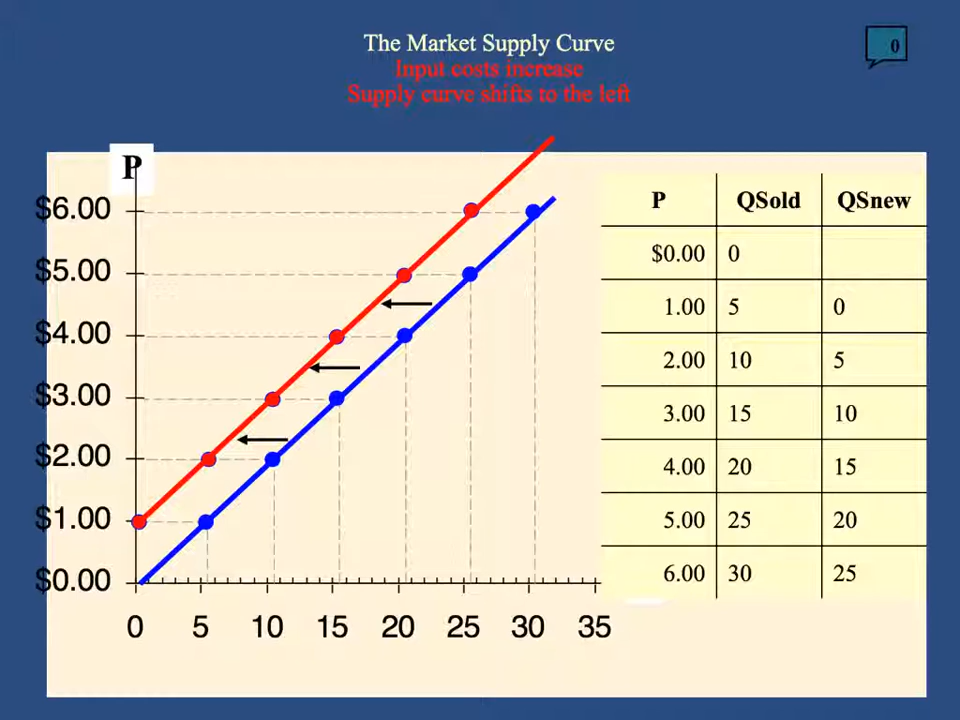 The Market Supply Curve
0
Input costs increase
Supply curve shifts to the left
P
$6.00
$5.00
$4.00
$3.00
$2.00
$1.00
$0.00
0 5 10 15 20 25 30 35
P QSold QSnew
$0.00 0
1.00 5 0
2.00 10 5
3.00 15 10
4.00 20 15
5.00 25 20
6.00 30 25